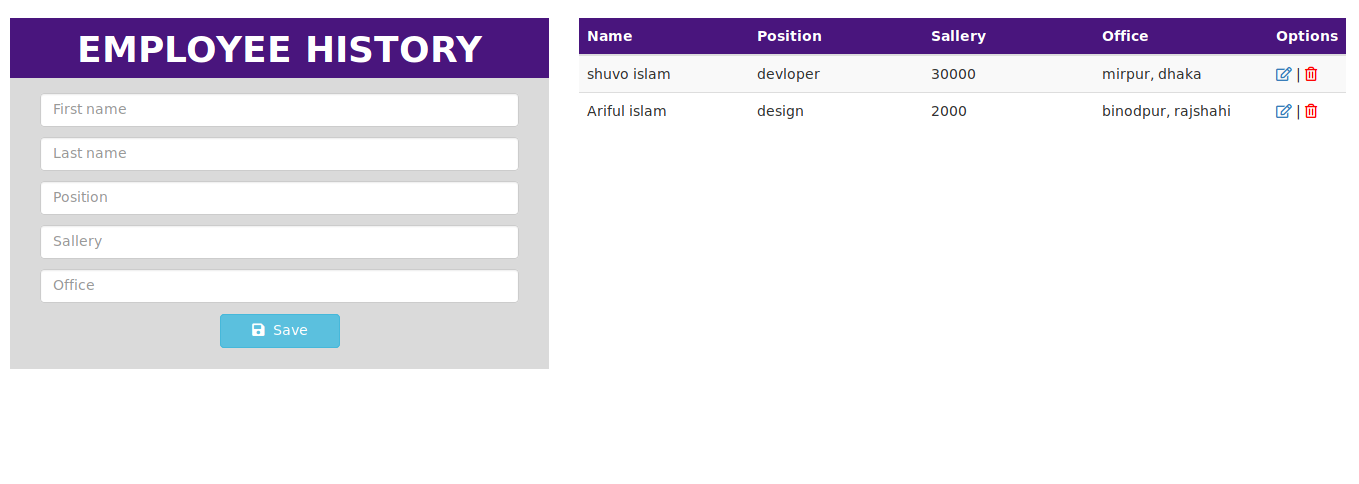 EMPLOYEE HISTORY
First name
Last name
Position
Sallery
Office
Save
Name Position Sallery Office Options
shuvo islam devloper 30000 mirpur, dhaka |
Ariful islam design 2000 binodpur, rajshahi |